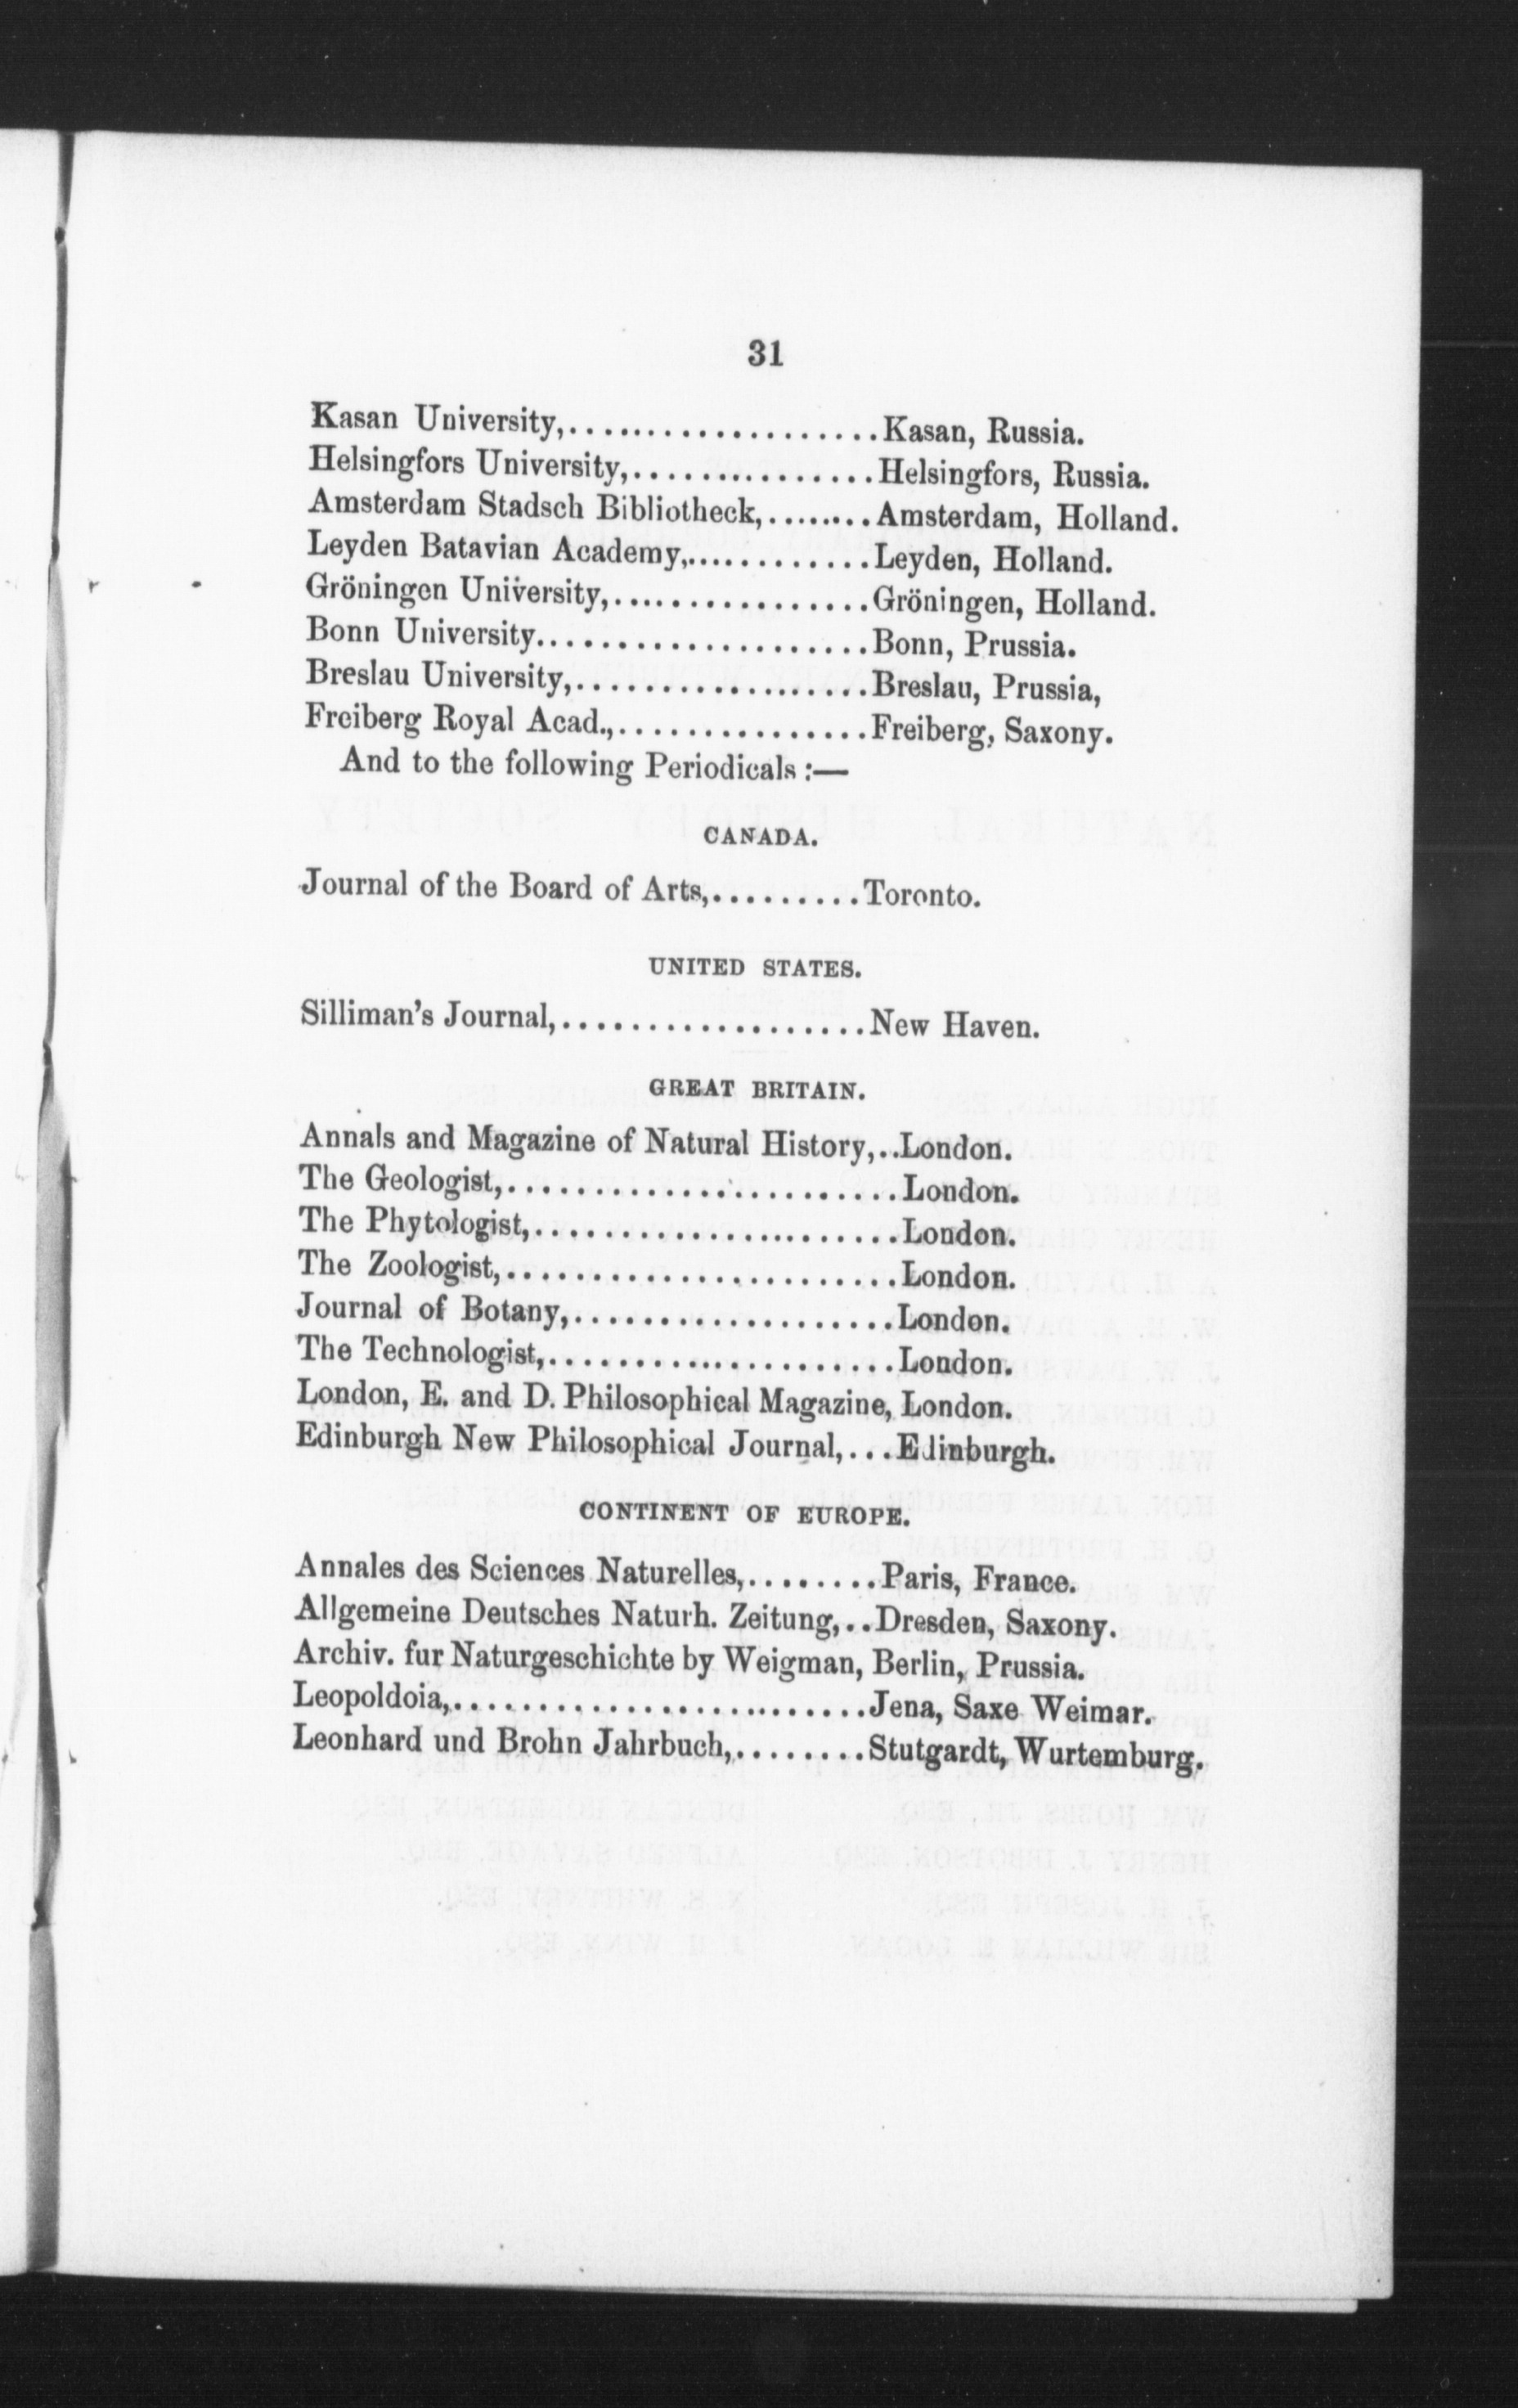 31
Kasan University,..................Kasan, Russia.
Helsingfors University,..............Helsingfors, Russia.
Amsterdam Stadsch Bibliotheck,........Amsterdam, Holland.
Leyden Batavian Academy,............Leyden, Holland.
Gröningen University,...............Gröningen, Holland.
Bonn University...................Bonn, Prussia.
Breslau University,.................Breslau, Prussia,
Freiberg Royal Acad.,...............Freiberg, Saxony.
And to the following Periodicals :—
CANADA.
Journal of the Board of Arts,.........Toronto.
UNITED STATES.
Silliman's Journal,..................New Haven.
GREAT BRITAIN.
Annals and Magazine of Natural History,..London.
The Geologist,.......................London.
The Phytologist,......................London.
The Zoologist,.......................London.
Journal of Botany,...................London.
The Technologist,.....................London.
London, E. and D. Philosophical Magazine, London.
Edinburgh New Philosophical Journal,...Edinburgh.
CONTINENT OF EUROPE.
Annales des Sciences Naturelles,........Paris, France.
Allgemeine Deutsches Naturh. Zeitung,..Dresden, Saxony.
Archiv. fur Naturgeschichte by Weigman, Berlin, Prussia.
Leopoldoia,.........................Jena, Saxe Weimar.
Leonhard und Brohn Jahrbuch,........Stutgardt, Wurtemburg.